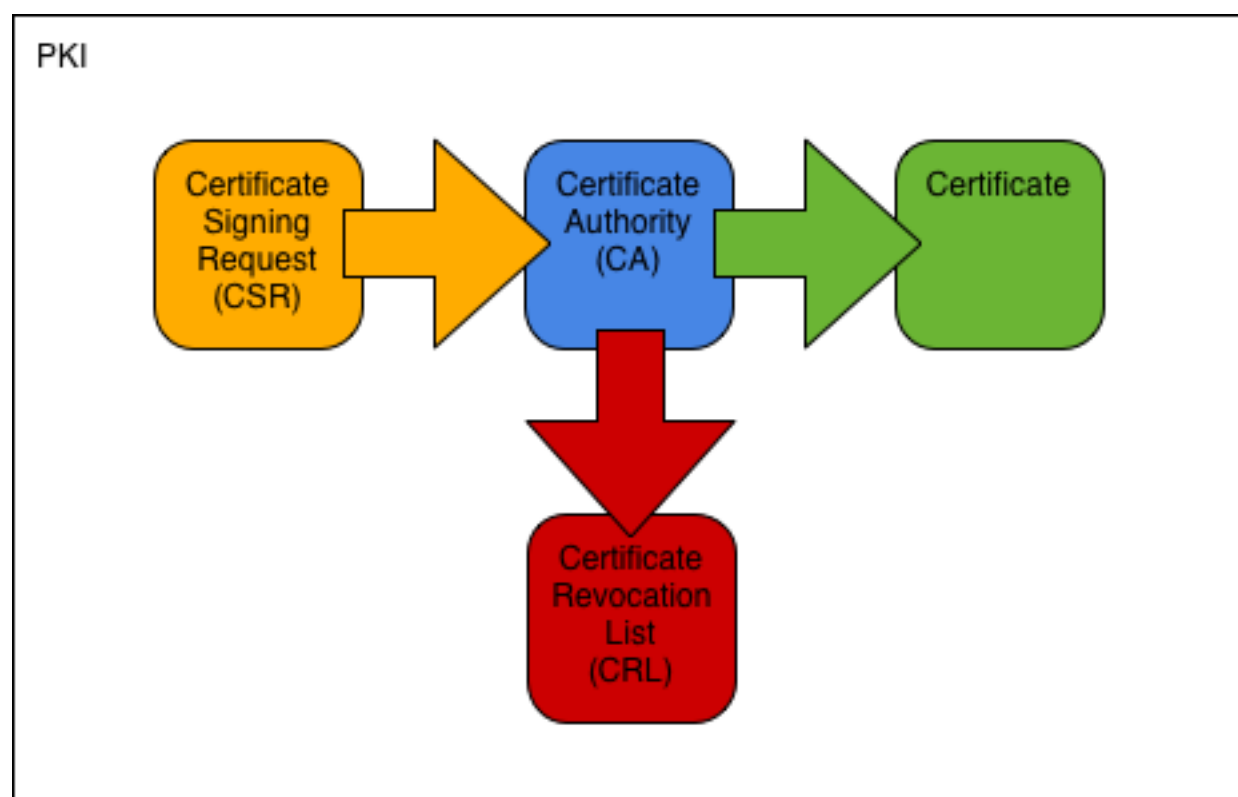 PKI
Certificate
Signing
Request
(CSR)
Certificate
Authority
(CA)
Certificate
Certificate
Revocation
List
(CRL)